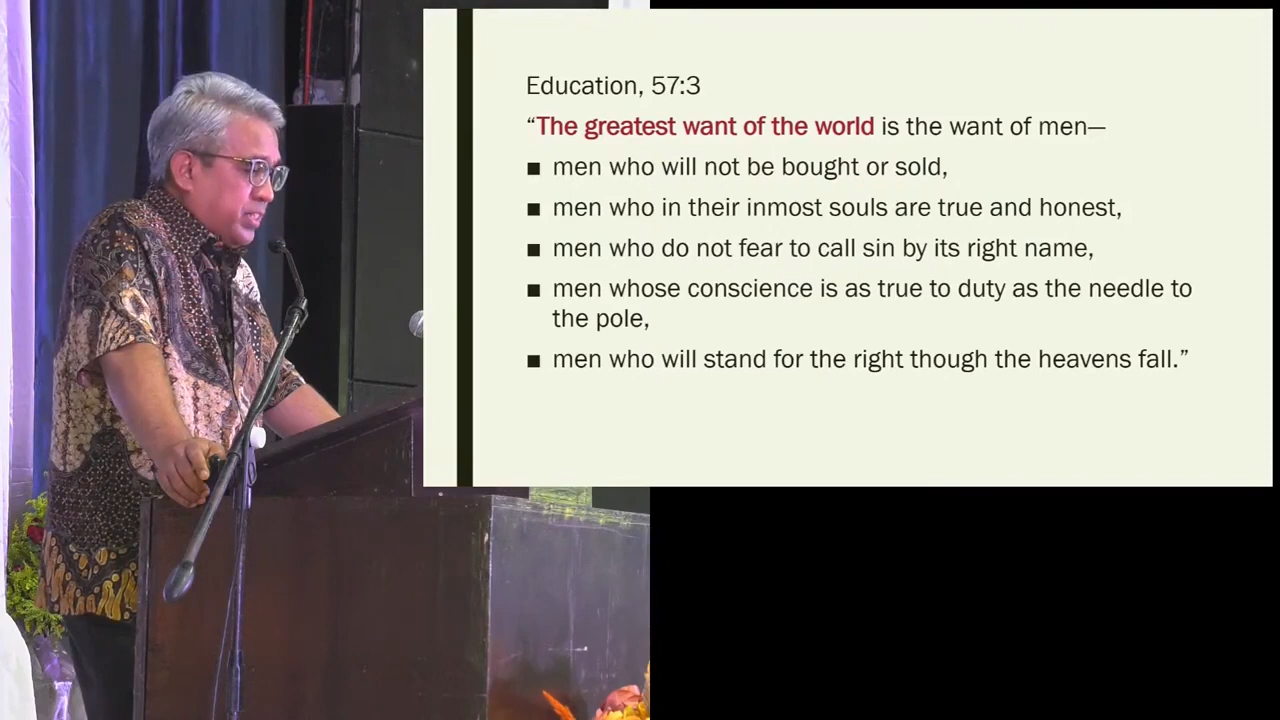 Education, 57:3
“The greatest want of the world is the want of men—
■ men who will not be bought or sold,
■ men who in their inmost souls are true and honest,
■ men who do not fear to call sin by its right name,
■ men whose conscience is as true to duty as the needle to
the pole,
■ men who will stand for the right though the heavens fall.”